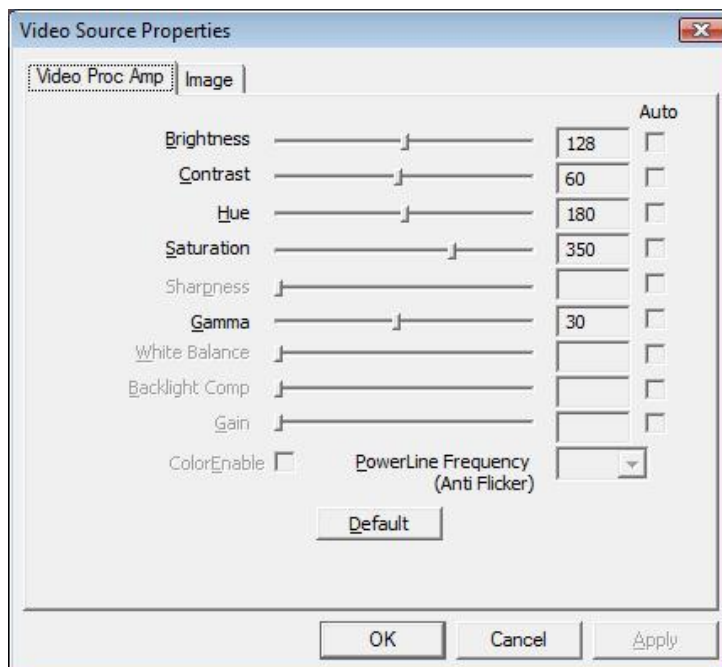 Video Source Properties
Video Proc Amp Image
Auto
Brightness 128
Contrast 60
Hue 180
Saturation 350
Sharpness
Gamma 30
White Balance
Backlight Comp
Gain
ColorEnable PowerLine Frequency
(Anti Flicker)
Default
OK Cancel Apply